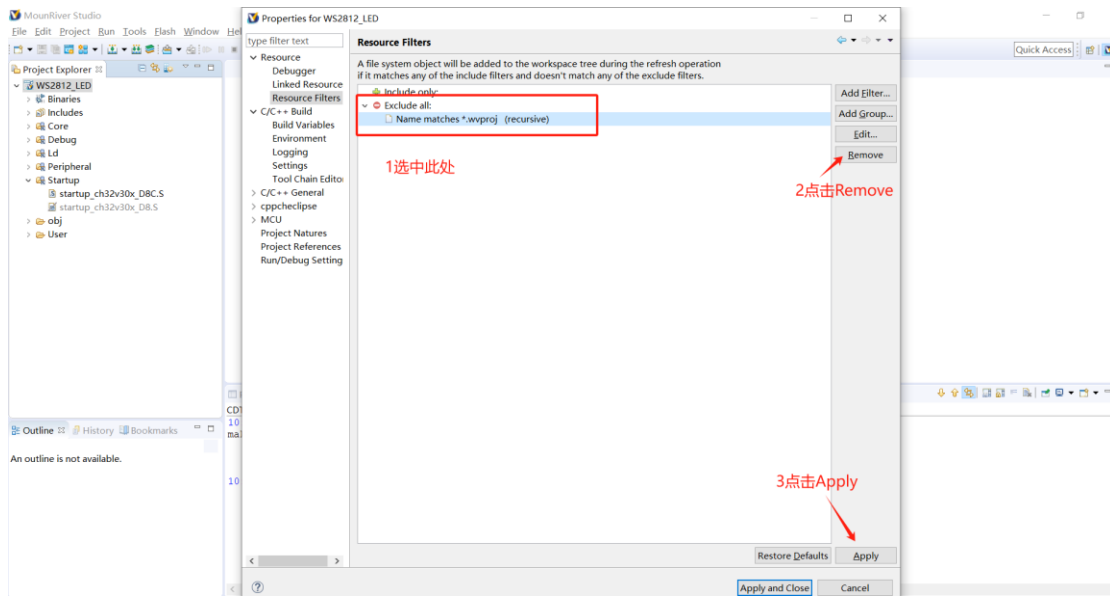 MounRiver Studio
File Edit Project Run Tools Flash Window Hel
Quick Access
Project Explorer
WS2812_LED
Binaries
Includes
Core
Debug
Ld
Peripheral
Startup
startup_ch32v30x_D8C.S
startup_ch32v30x_D8.S
obj
User
Outline History Bookmarks
An outline is not available.
CDT
10
mal
10
Properties for WS2812_LED
type filter text
Resource
Debugger
Linked Resource
Resource Filters
C/C++ Build
Build Variables
Environment
Logging
Settings
Tool Chain Editor
C/C++ General
cppcheclipse
MCU
Project Natures
Project References
Run/Debug Setting
Resource Filters
A file system object will be added to the workspace tree during the refresh operation
if it matches any of the include filters and doesn't match any of the exclude filters.
Include only:
Exclude all:
Name matches *.wvproj (recursive)
1选中此处
Add Filter...
Add Group...
Edit...
Remove
2点击Remove
3点击Apply
Restore Defaults Apply
Apply and Close Cancel